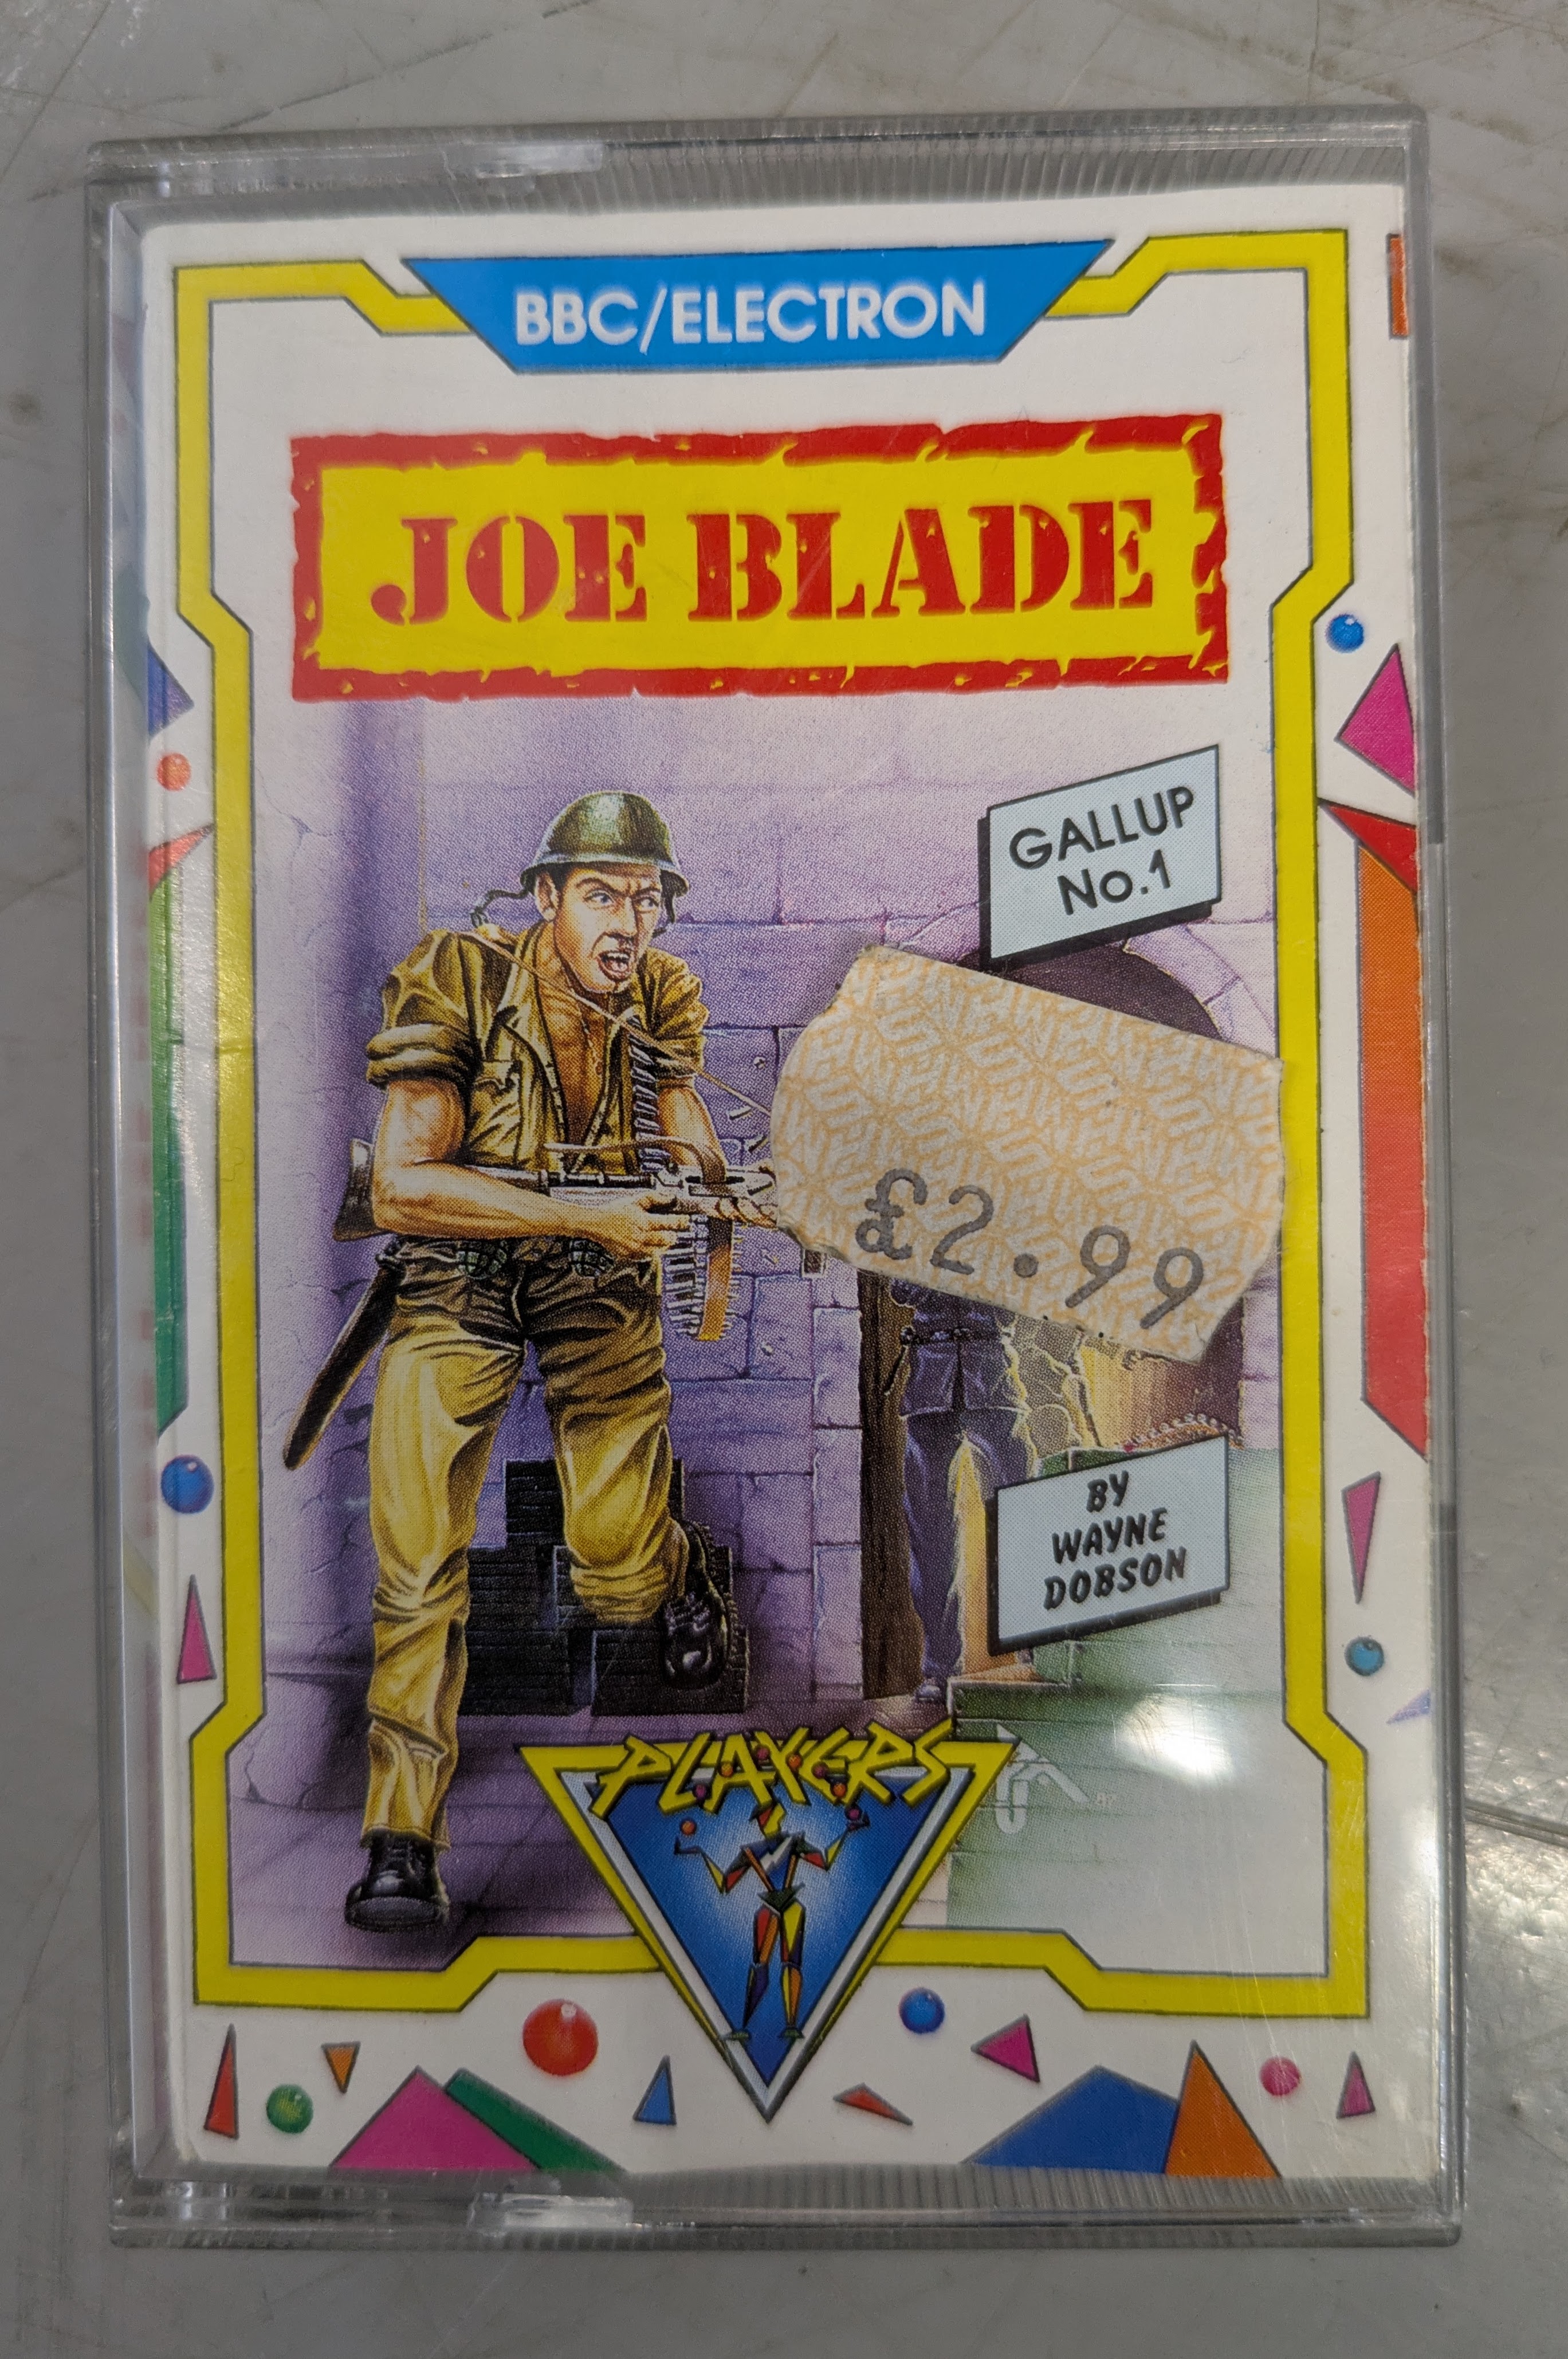 BBC/ELECTRON
JOE BLADE
GALLUP
No.1
£2.99
BY
WAYNE
DOBSON
PLAYERS